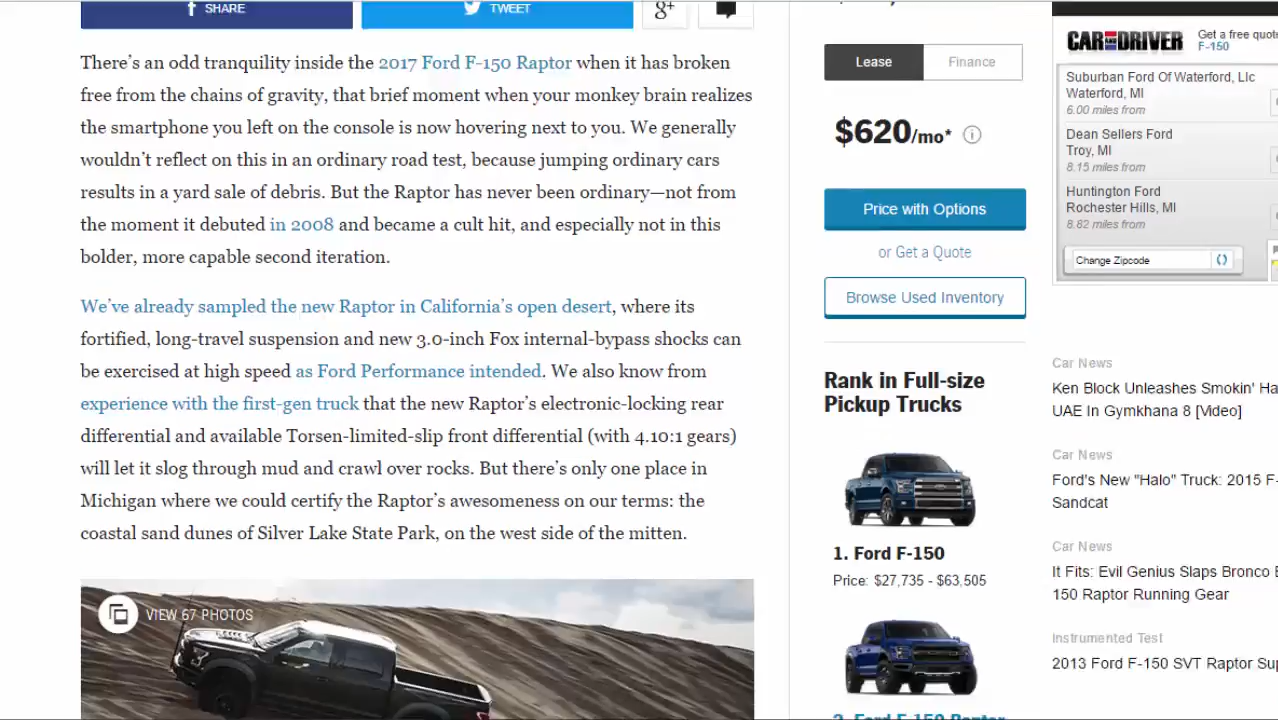 SHARE
TWEET
g+
There's an odd tranquility inside the 2017 Ford F-150 Raptor when it has broken
free from the chains of gravity, that brief moment when your monkey brain realizes
the smartphone you left on the console is now hovering next to you. We generally
wouldn't reflect on this in an ordinary road test, because jumping ordinary cars
results in a yard sale of debris. But the Raptor has never been ordinary—not from
the moment it debuted in 2008 and became a cult hit, and especially not in this
bolder, more capable second iteration.
We've already sampled the new Raptor in California's open desert, where its
fortified, long-travel suspension and new 3.0-inch Fox internal-bypass shocks can
be exercised at high speed as Ford Performance intended. We also know from
experience with the first-gen truck that the new Raptor's electronic-locking rear
differential and available Torsen-limited-slip front differential (with 4.10:1 gears)
will let it slog through mud and crawl over rocks. But there's only one place in
Michigan where we could certify the Raptor's awesomeness on our terms: the
coastal sand dunes of Silver Lake State Park, on the west side of the mitten.
VIEW 67 PHOTOS
Lease
Finance
$620/mo*
Price with Options
or Get a Quote
Browse Used Inventory
Rank in Full-size
Pickup Trucks
1. Ford F-150
Price: $27,735 - $63,505
2. Ford F-150 Raptor
CAR AND DRIVER
Get a free quote
F-150
Suburban Ford Of Waterford, Llc
Waterford, MI
6.00 miles from
Dean Sellers Ford
Troy, MI
8.15 miles from
Huntington Ford
Rochester Hills, MI
8.82 miles from
Change Zipcode
Car News
Ken Block Unleashes Smokin' Ha
UAE In Gymkhana 8 [Video]
Car News
Ford's New "Halo" Truck: 2015 F-
Sandcat
Car News
It Fits: Evil Genius Slaps Bronco B
150 Raptor Running Gear
Instrumented Test
2013 Ford F-150 SVT Raptor Sup